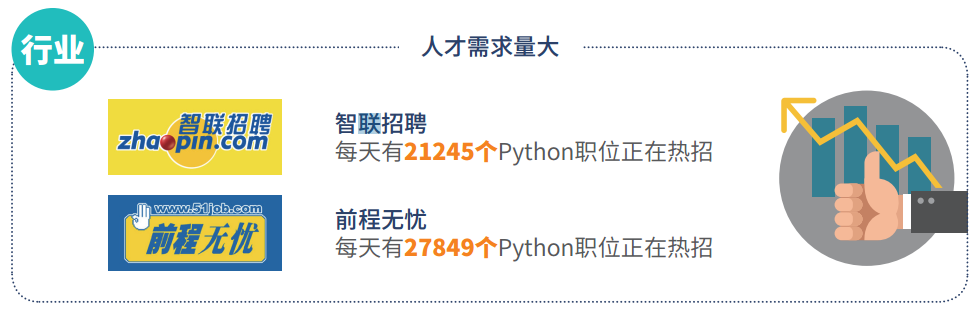 行业
人才需求量大
智联招聘
zhaopin.com
智联招聘
每天有21245个Python职位正在热招
www.51job.com
前程无忧
前程无忧
每天有27849个Python职位正在热招